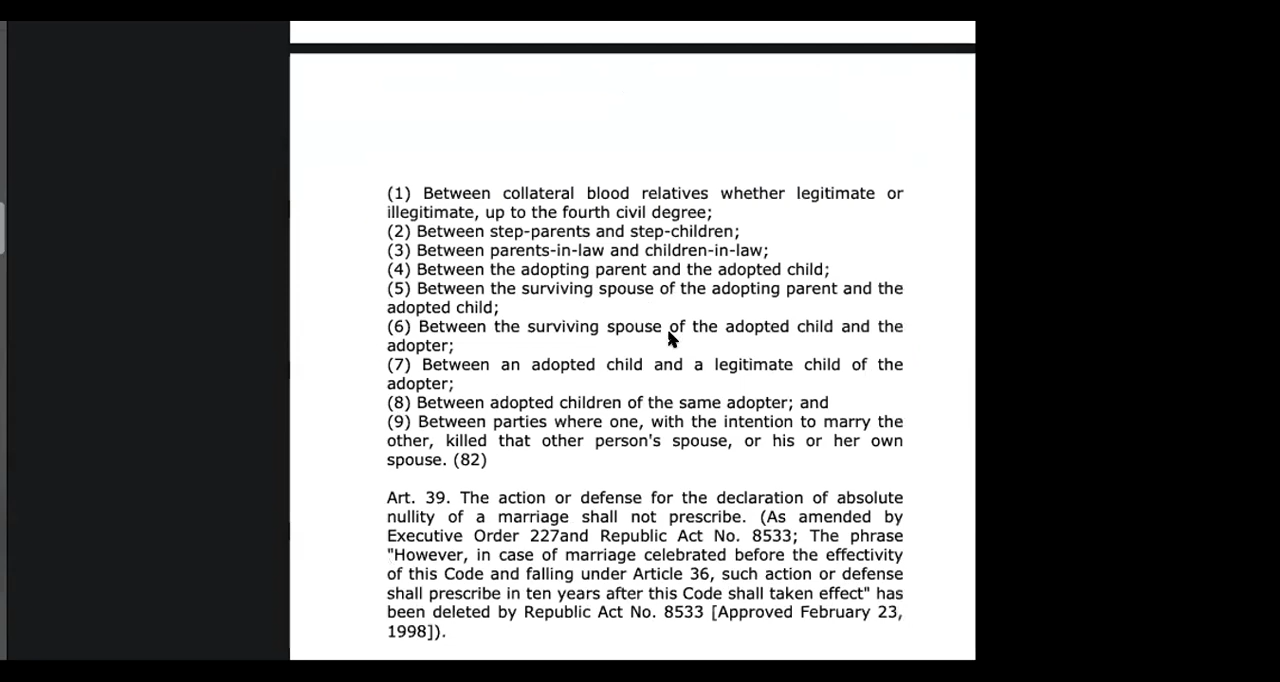 (1) Between collateral blood relatives whether legitimate or
illegitimate, up to the fourth civil degree;
(2) Between step-parents and step-children;
(3) Between parents-in-law and children-in-law;
(4) Between the adopting parent and the adopted child;
(5) Between the surviving spouse of the adopting parent and the
adopted child;
(6) Between the surviving spouse of the adopted child and the
adopter;
(7) Between an adopted child and a legitimate child of the
adopter;
(8) Between adopted children of the same adopter; and
(9) Between parties where one, with the intention to marry the
other, killed that other person's spouse, or his or her own
spouse. (82)
Art. 39. The action or defense for the declaration of absolute
nullity of a marriage shall not prescribe. (As amended by
Executive Order 227and Republic Act No. 8533; The phrase
"However, in case of marriage celebrated before the effectivity
of this Code and falling under Article 36, such action or defense
shall prescribe in ten years after this Code shall taken effect" has
been deleted by Republic Act No. 8533 [Approved February 23,
1998]).